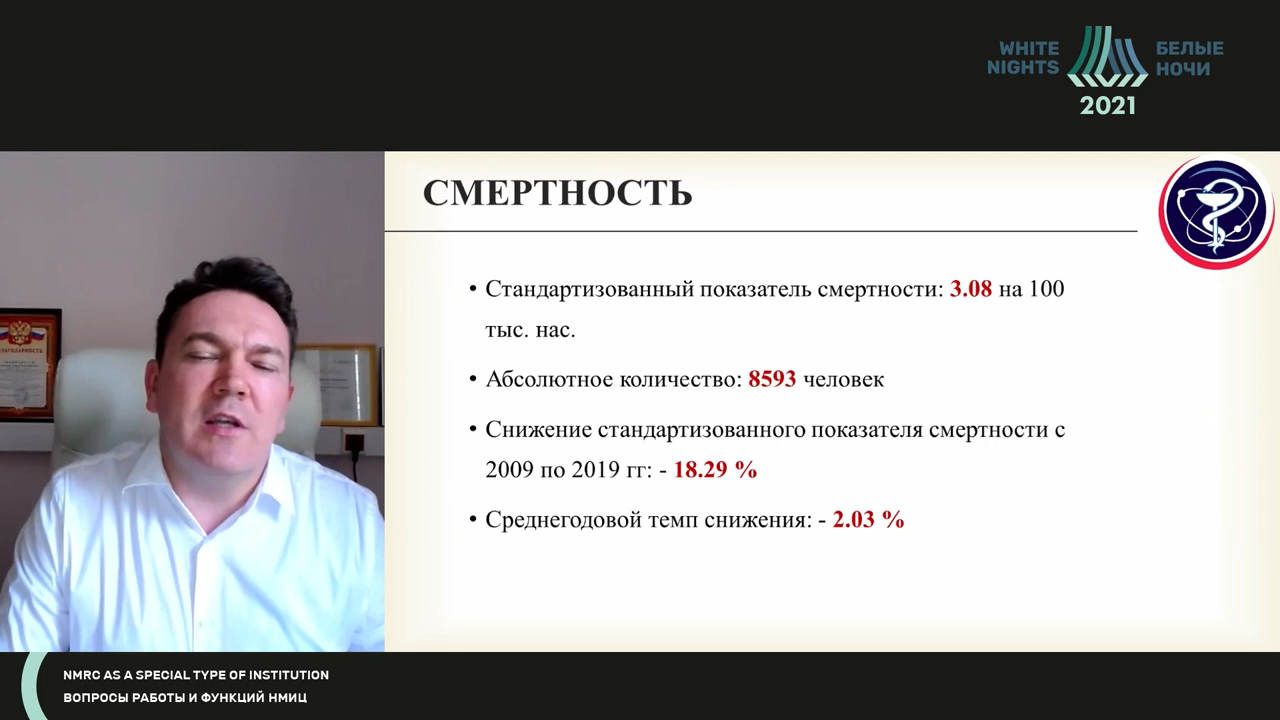 WHITE
NIGHTS
БЕЛЫЕ
НОЧИ
2021
СМЕРТНОСТЬ
• Стандартизованный показатель смертности: 3.08 на 100
тыс. нас.
• Абсолютное количество: 8593 человек
• Снижение стандартизованного показателя смертности с
2009 по 2019 гг: - 18.29 %
• Среднегодовой темп снижения: - 2.03 %
NMRC AS A SPECIAL TYPE OF INSTITUTION
ВОПРОСЫ РАБОТЫ И ФУНКЦИЙ НМИЦ